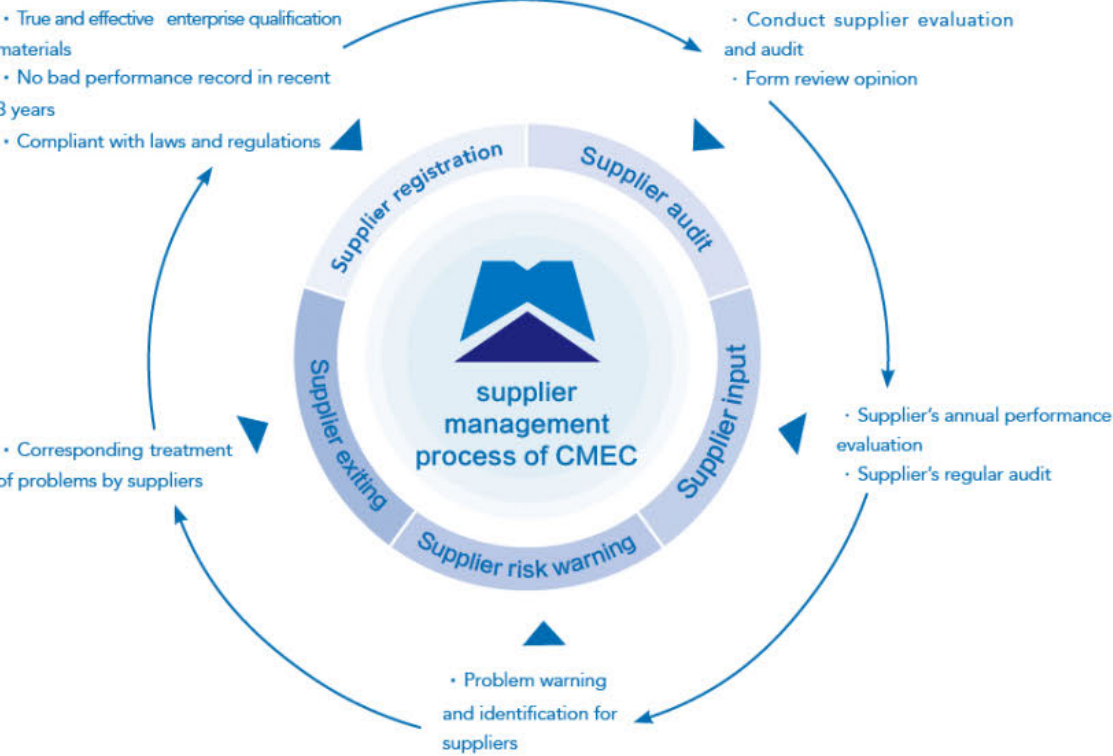 · True and effective enterprise qualification
materials
· No bad performance record in recent
3 years
· Compliant with laws and regulations
· Conduct supplier evaluation
and audit
· Form review opinion
Supplier registration
Supplier audit
Supplier input
Supplier risk warning
Supplier exiting
supplier
management
process of CMEC
· Supplier's annual performance
evaluation
· Supplier's regular audit
· Corresponding treatment
of problems by suppliers
· Problem warning
and identification for
suppliers